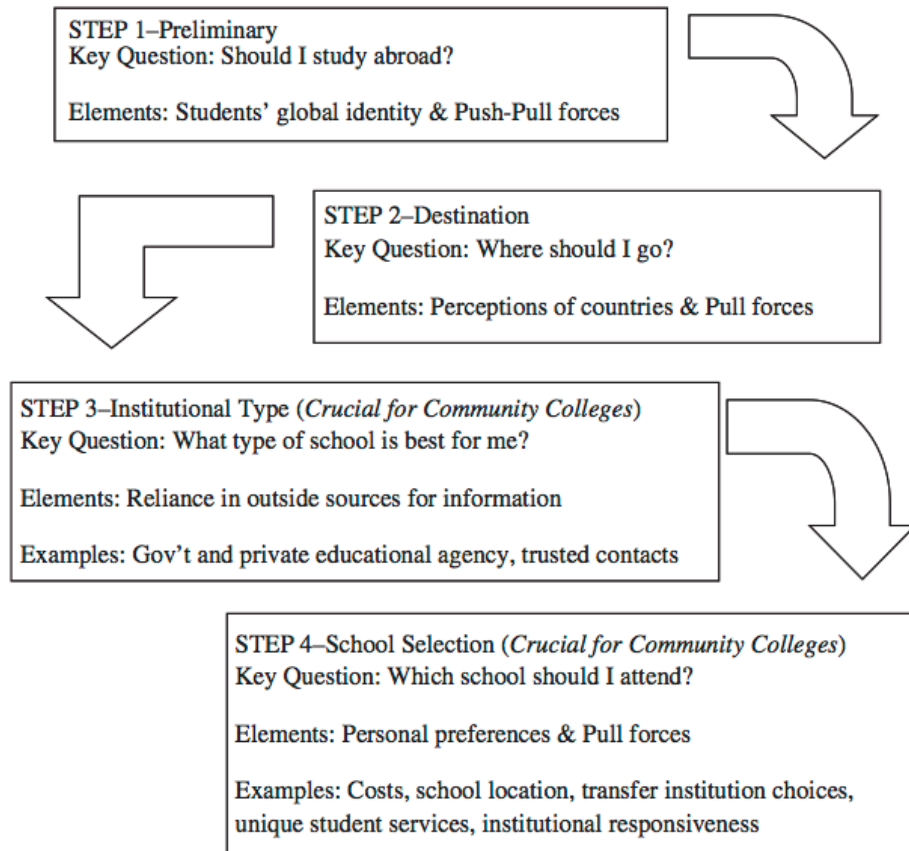 STEP 1–Preliminary
Key Question: Should I study abroad?
Elements: Students’ global identity & Push-Pull forces
STEP 2–Destination
Key Question: Where should I go?
Elements: Perceptions of countries & Pull forces
STEP 3–Institutional Type (Crucial for Community Colleges)
Key Question: What type of school is best for me?
Elements: Reliance in outside sources for information
Examples: Gov’t and private educational agency, trusted contacts
STEP 4–School Selection (Crucial for Community Colleges)
Key Question: Which school should I attend?
Elements: Personal preferences & Pull forces
Examples: Costs, school location, transfer institution choices,
unique student services, institutional responsiveness